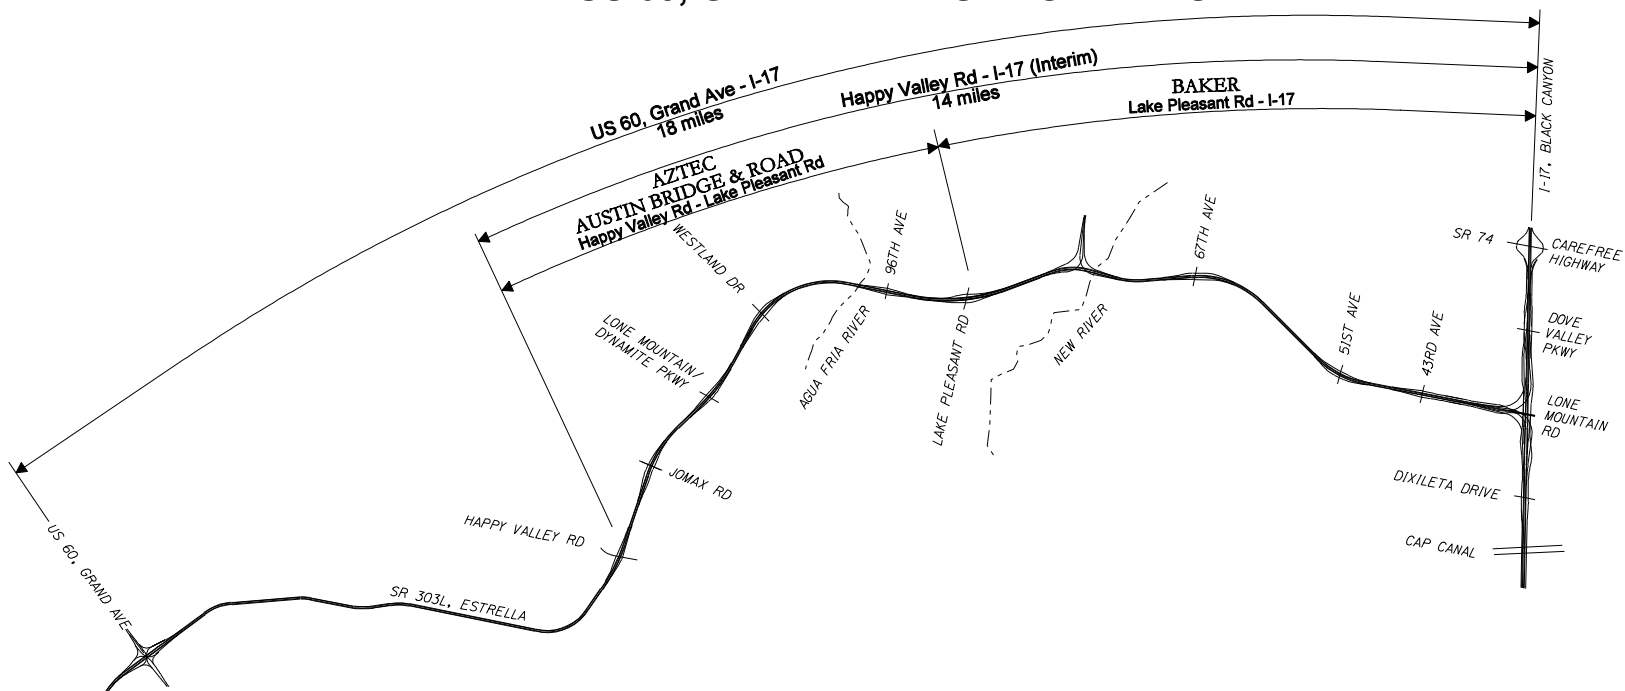 US 60, Grand Ave - I-17
18 miles
Happy Valley Rd - I-17 (Interim)
14 miles
BAKER
Lake Pleasant Rd - I-17
AZTEC
AUSTIN BRIDGE & ROAD
Happy Valley Rd - Lake Pleasant Rd
I-17, BLACK CANYON
WESTLAND DR
96TH AVE
67TH AVE
SR 74
CAREFREE
HIGHWAY
LONE MOUNTAIN/
DYNAMITE PKWY
AGUA FRIA RIVER
LAKE PLEASANT RD
NEW RIVER
51ST AVE
43RD AVE
DOVE
VALLEY
PKWY
LONE
MOUNTAIN
RD
JOMAX RD
DIXILETA DRIVE
HAPPY VALLEY RD
CAP CANAL
US 60, GRAND AVE
SR 303L, ESTRELLA